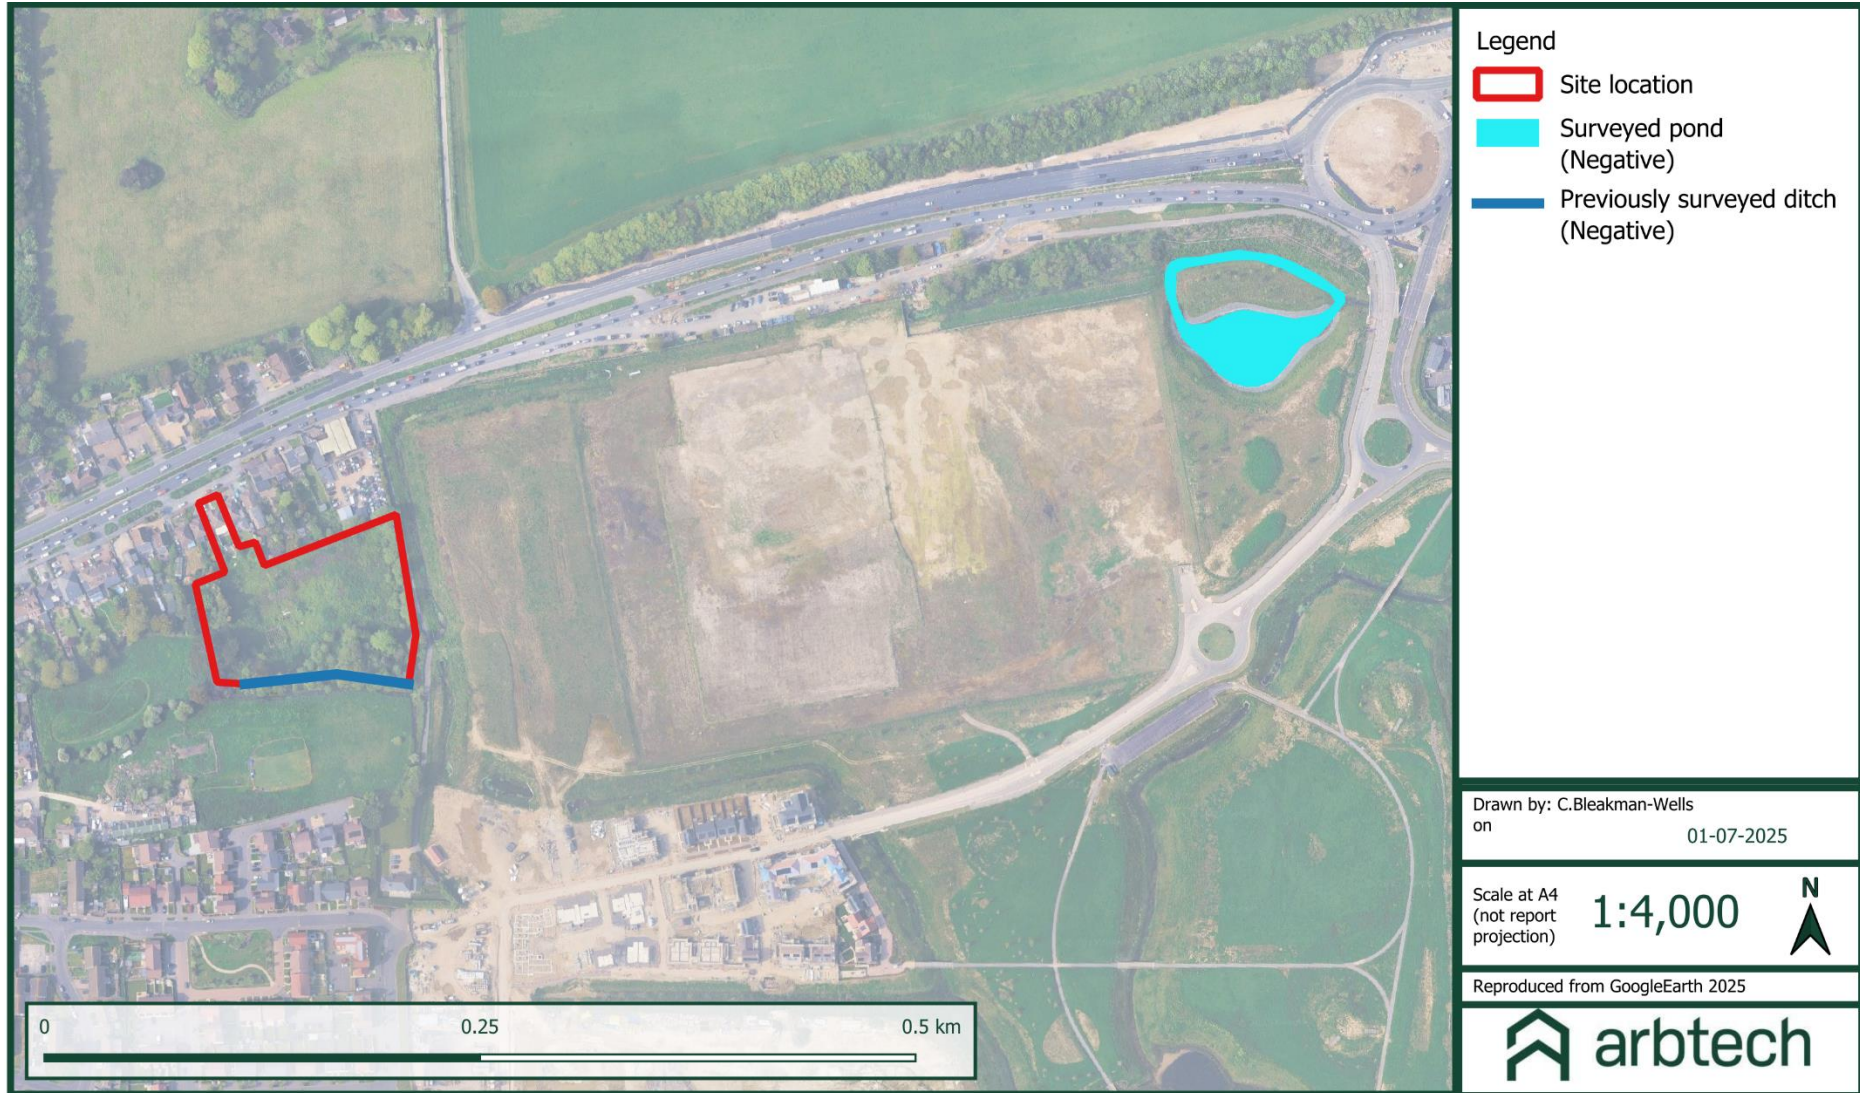 Legend
Site location
Surveyed pond
(Negative)
Previously surveyed ditch
(Negative)
Drawn by: C.Bleakman-Wells
on
01-07-2025
Scale at A4
(not report
projection)
1:4,000
N
Reproduced from GoogleEarth 2025
arbtech
0 0.25 0.5 km